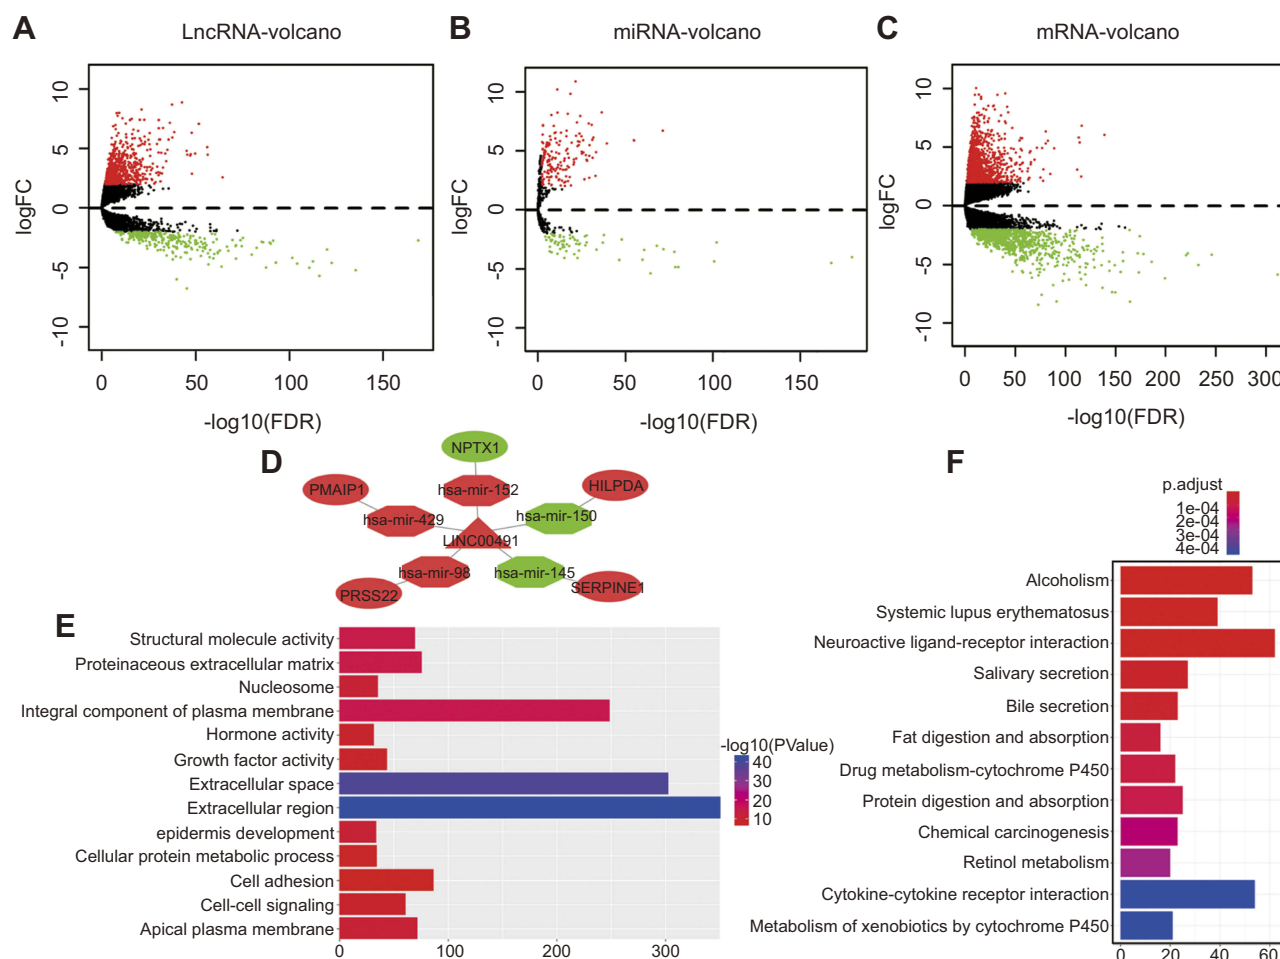 A
LncRNA-volcano
10
5
0
-5
-10
logFC
0
50
100
150
-log10(FDR)
B
miRNA-volcano
10
5
0
-5
-10
logFC
0
50
100
150
-log10(FDR)
C
mRNA-volcano
10
5
0
-5
-10
logFC
0
50
100
150
200
250
300
-log10(FDR)
D
NPTX1
PMAIP1
hsa-mir-152
HILPDA
hsa-mir-429
hsa-mir-150
LINC00491
hsa-mir-98
hsa-mir-145
PRSS22
SERPINE1
E
Structural molecule activity
Proteinaceous extracellular matrix
Nucleosome
Integral component of plasma membrane
Hormone activity
Growth factor activity
Extracellular space
Extracellular region
epidermis development
Cellular protein metabolic process
Cell adhesion
Cell-cell signaling
Apical plasma membrane
0
100
200
300
-log10(PValue)
40
30
20
10
F
p.adjust
1e-04
2e-04
3e-04
4e-04
Alcoholism
Systemic lupus erythematosus
Neuroactive ligand-receptor interaction
Salivary secretion
Bile secretion
Fat digestion and absorption
Drug metabolism-cytochrome P450
Protein digestion and absorption
Chemical carcinogenesis
Retinol metabolism
Cytokine-cytokine receptor interaction
Metabolism of xenobiotics by cytochrome P450
0
20
40
60